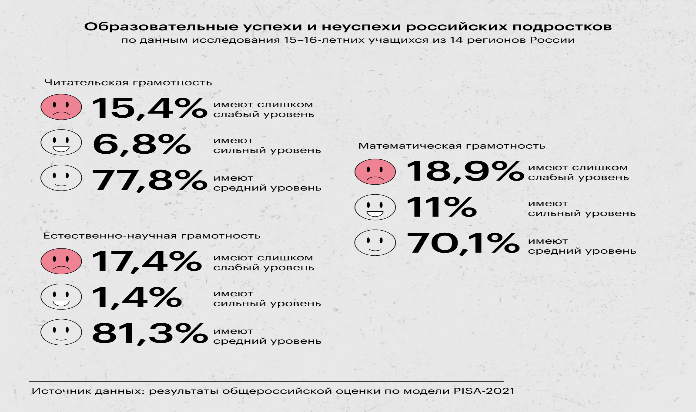 Образовательные успехи и неуспехи российских подростков
по данным исследования 15–16-летних учащихся из 14 регионов России
Читательская грамотность
15,4% имеют слишком
слабый уровень
6,8% имеют
сильный уровень
77,8% имеют
средний уровень
Математическая грамотность
18,9% имеют слишком
слабый уровень
11% имеют
сильный уровень
70,1% имеют
средний уровень
Естественно-научная грамотность
17,4% имеют слишком
слабый уровень
1,4% имеют
сильный уровень
81,3% имеют
средний уровень
Источник данных: результаты общероссийской оценки по модели PISA-2021